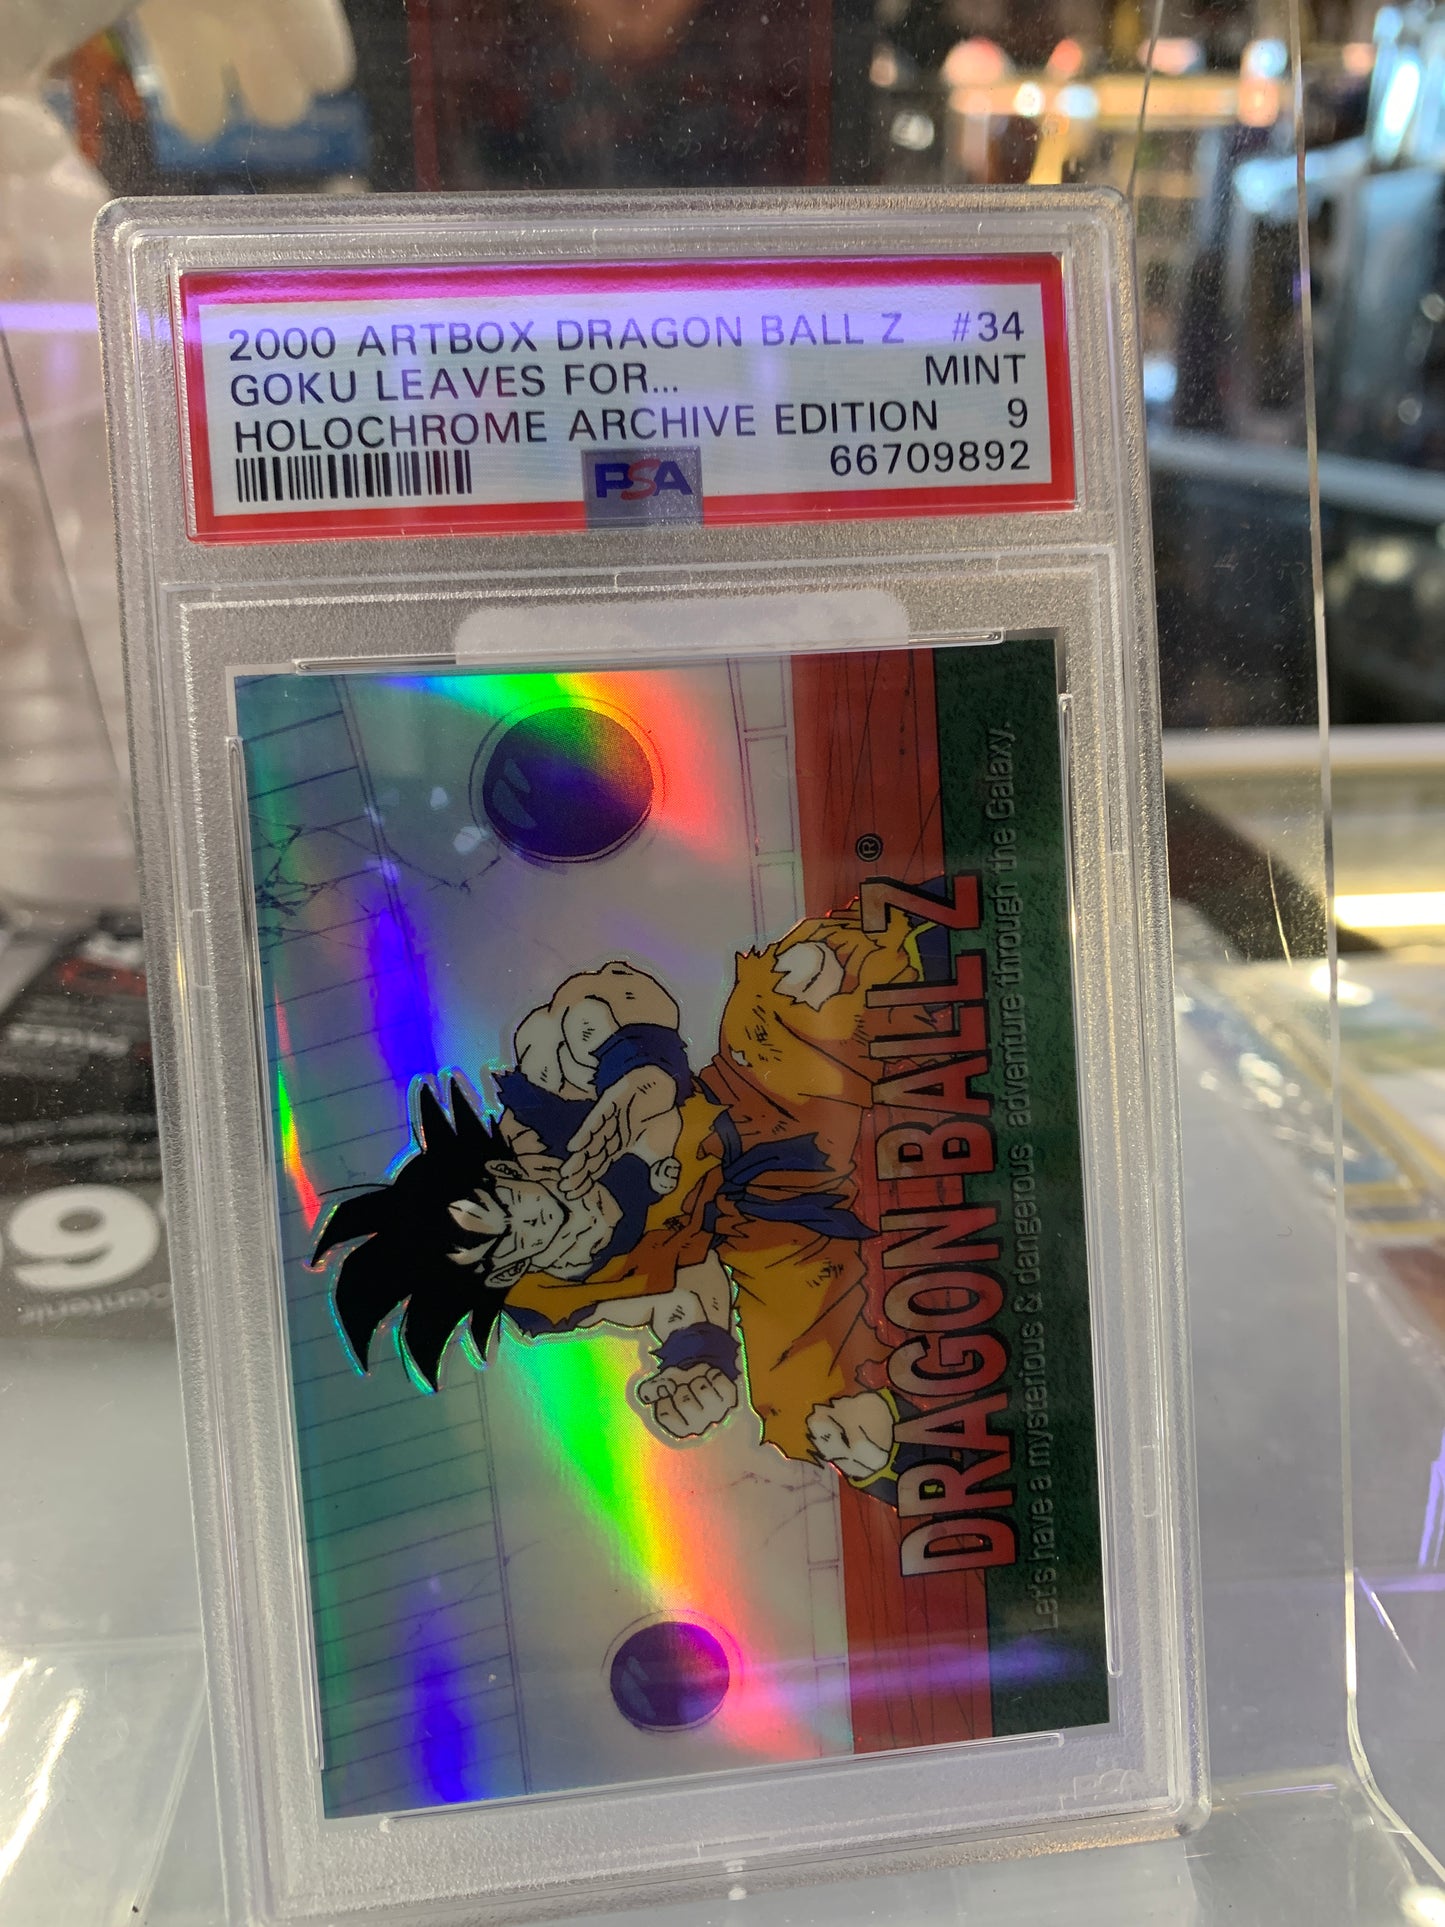 2000 ARTBOX DRAGON BALL Z #34
GOKU LEAVES FOR... MINT
HOLOCHROME ARCHIVE EDITION 9
PSA 66709892
DRAGON BALL Z®
Let's have a mysterious & dangerous adventure through the Galaxy.